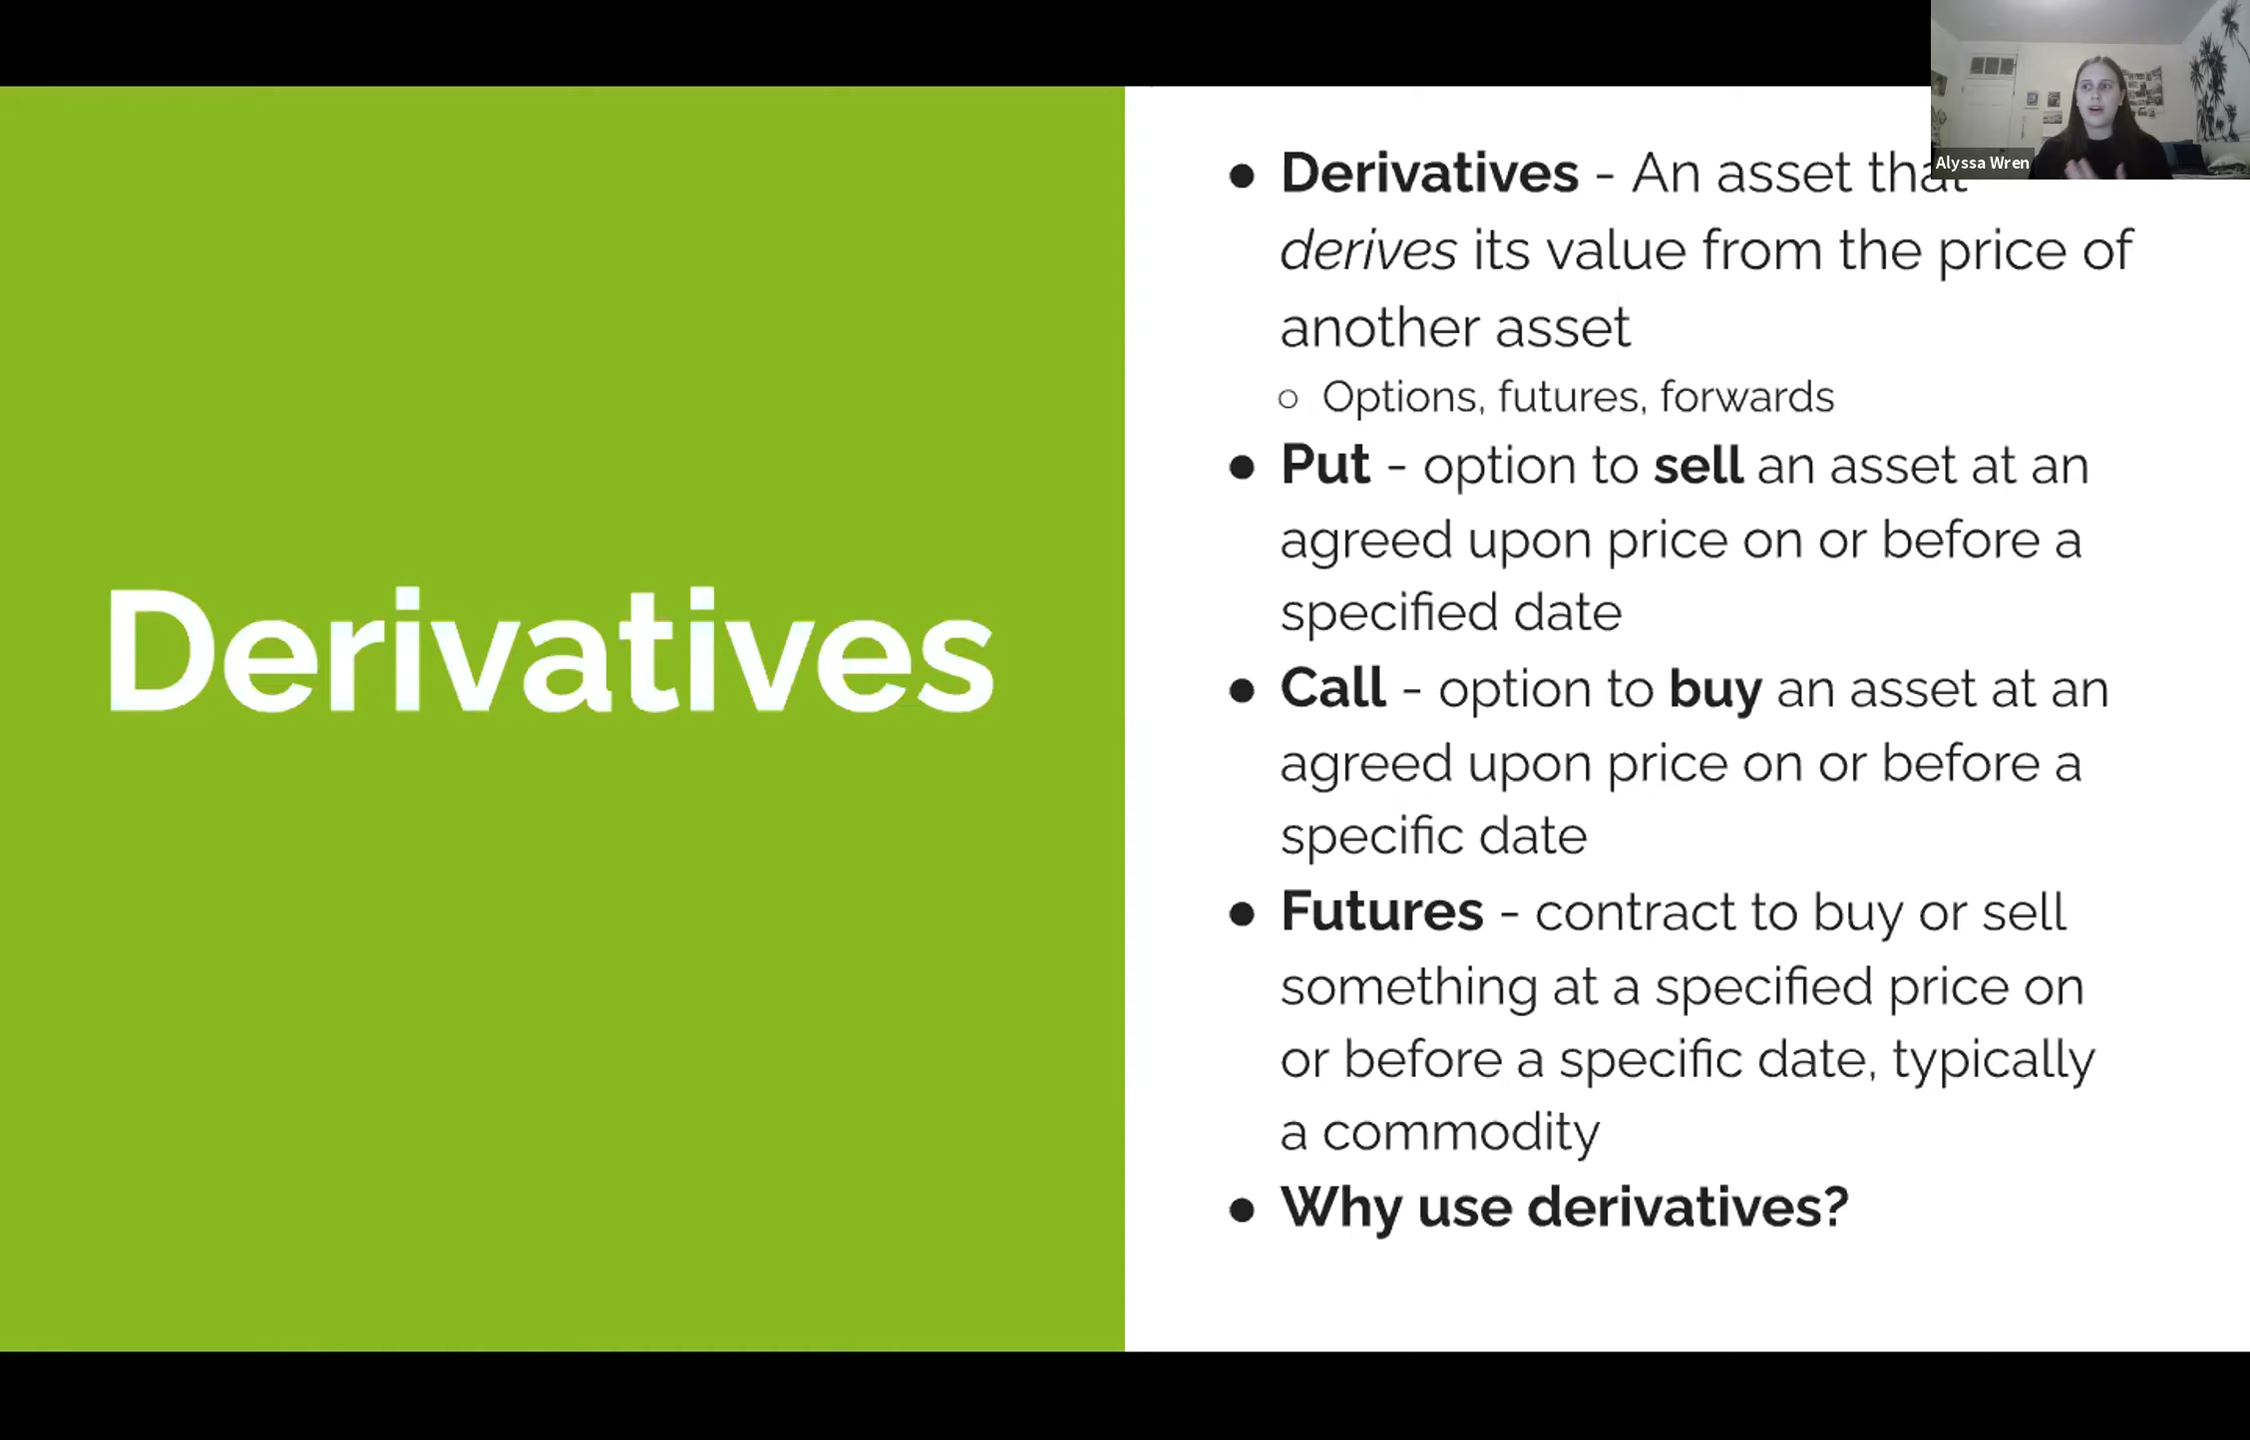 Derivatives
Alyssa Wren
● Derivatives - An asset that
derives its value from the price of
another asset
○ Options, futures, forwards
● Put - option to sell an asset at an
agreed upon price on or before a
specified date
● Call - option to buy an asset at an
agreed upon price on or before a
specific date
● Futures - contract to buy or sell
something at a specified price on
or before a specific date, typically
a commodity
● Why use derivatives?